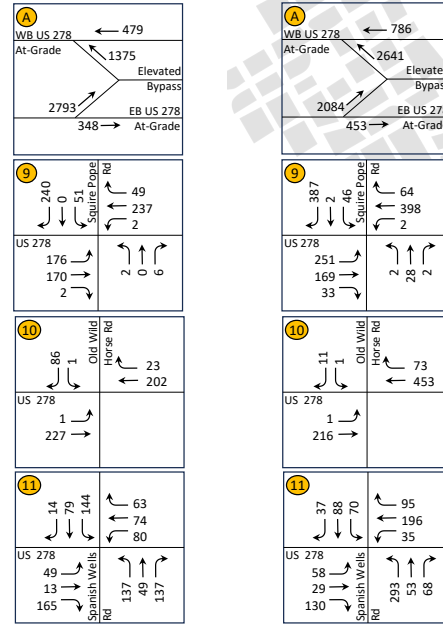 A
WB US 278
479
At-Grade
1375
Elevated
Bypass
2793
EB US 278
348
At-Grade
9
240
0
51
Squire Pope
Rd
49
237
2
US 278
176
170
2
2
0
6
10
86
1
Old Wild
Horse Rd
23
202
US 278
1
227
11
14
79
144
63
74
80
US 278
49
13
165
Spanish Wells
Rd
137
49
137
A
WB US 278
786
At-Grade
2641
Elevate
Bypas
2084
EB US 278
453
At-Grad
9
387
2
46
Squire Pope
Rd
64
398
2
US 278
251
169
33
2
28
2
10
11
1
Old Wild
Horse Rd
73
453
US 278
1
216
11
37
88
70
95
196
35
US 278
58
29
130
Spanish Wells
Rd
293
53
68